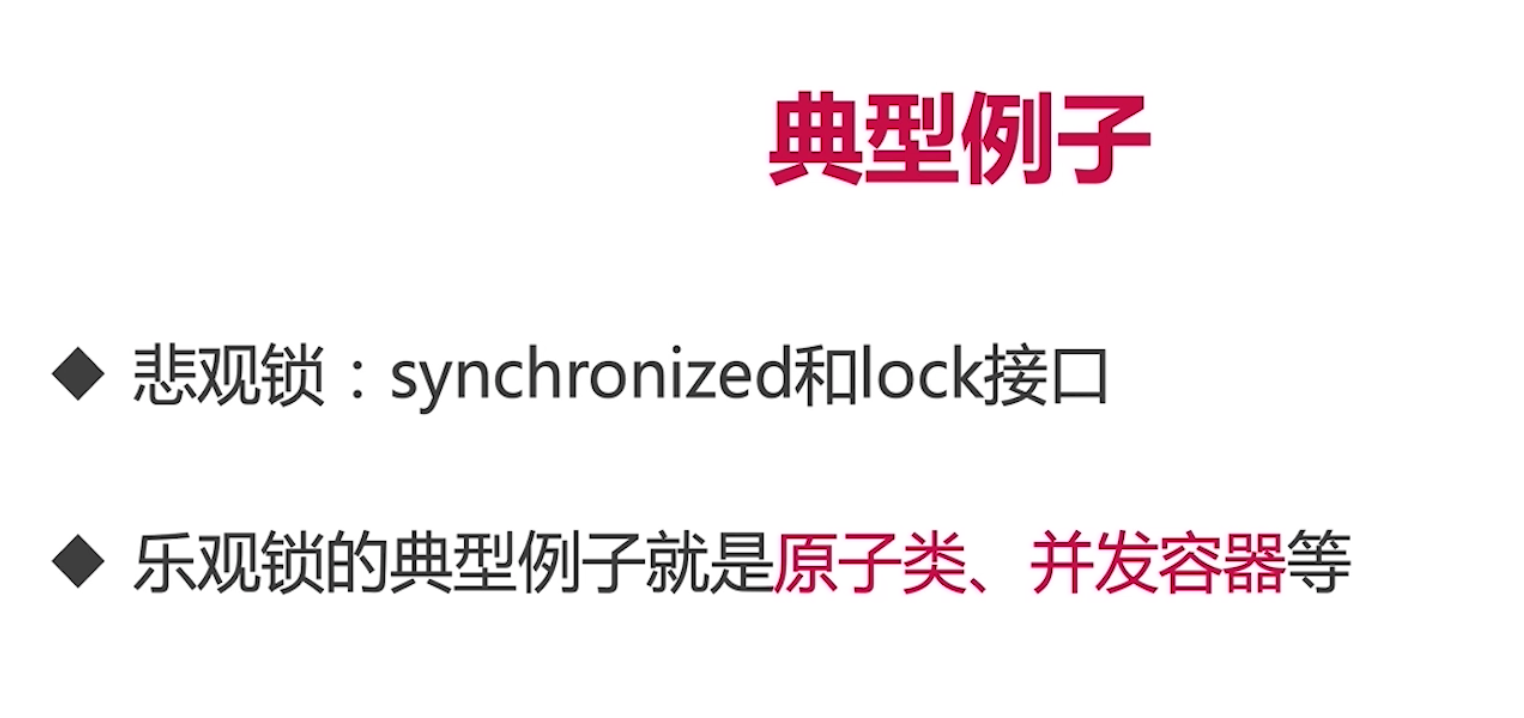 典型例子
◆ 悲观锁：synchronized和lock接口
◆ 乐观锁的典型例子就是原子类、并发容器等